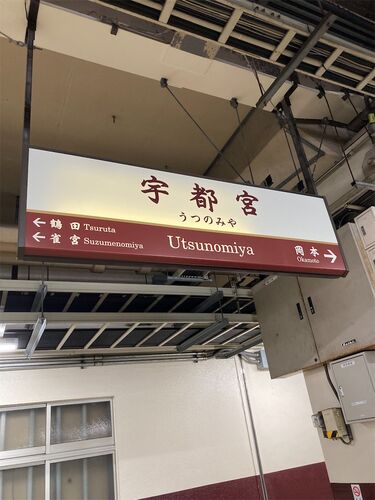 宇都宮
うつのみや
←鶴田 Tsuruta
←雀宮 Suzumenomiya
Utsunomiya
岡本→
Okamoto